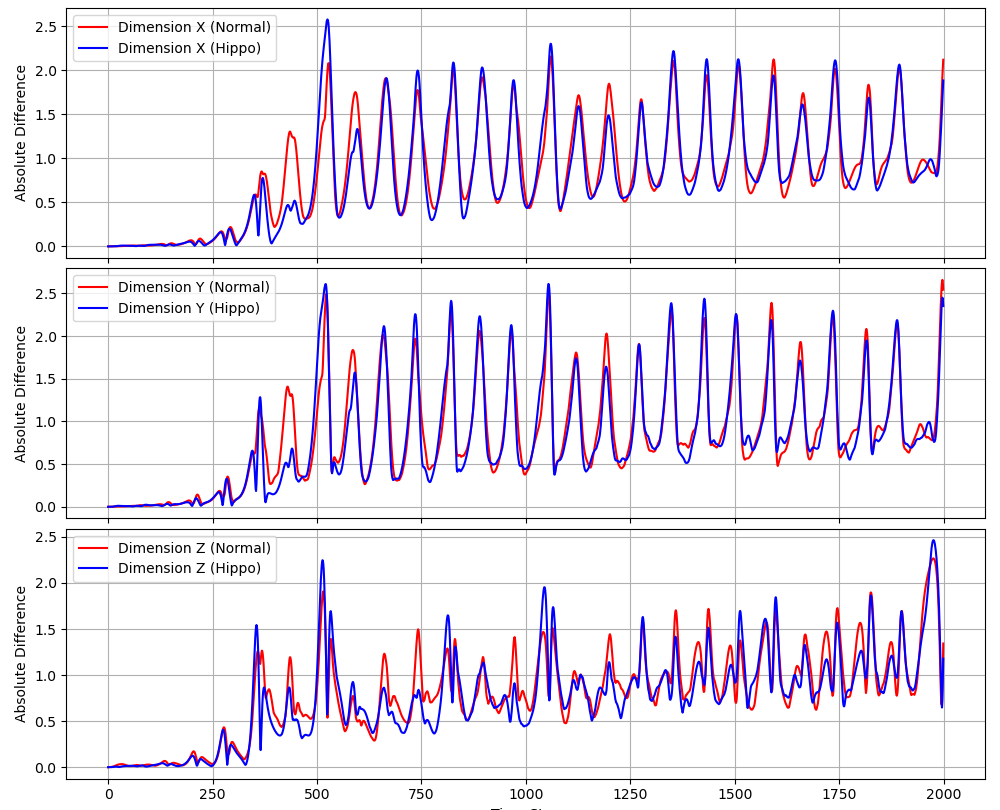 Absolute Difference
2.5
2.0
1.5
1.0
0.5
0.0
Dimension X (Normal)
Dimension X (Hippo)
Absolute Difference
2.5
2.0
1.5
1.0
0.5
0.0
Dimension Y (Normal)
Dimension Y (Hippo)
Absolute Difference
2.5
2.0
1.5
1.0
0.5
0.0
Dimension Z (Normal)
Dimension Z (Hippo)
0 250 500 750 1000 1250 1500 1750 2000